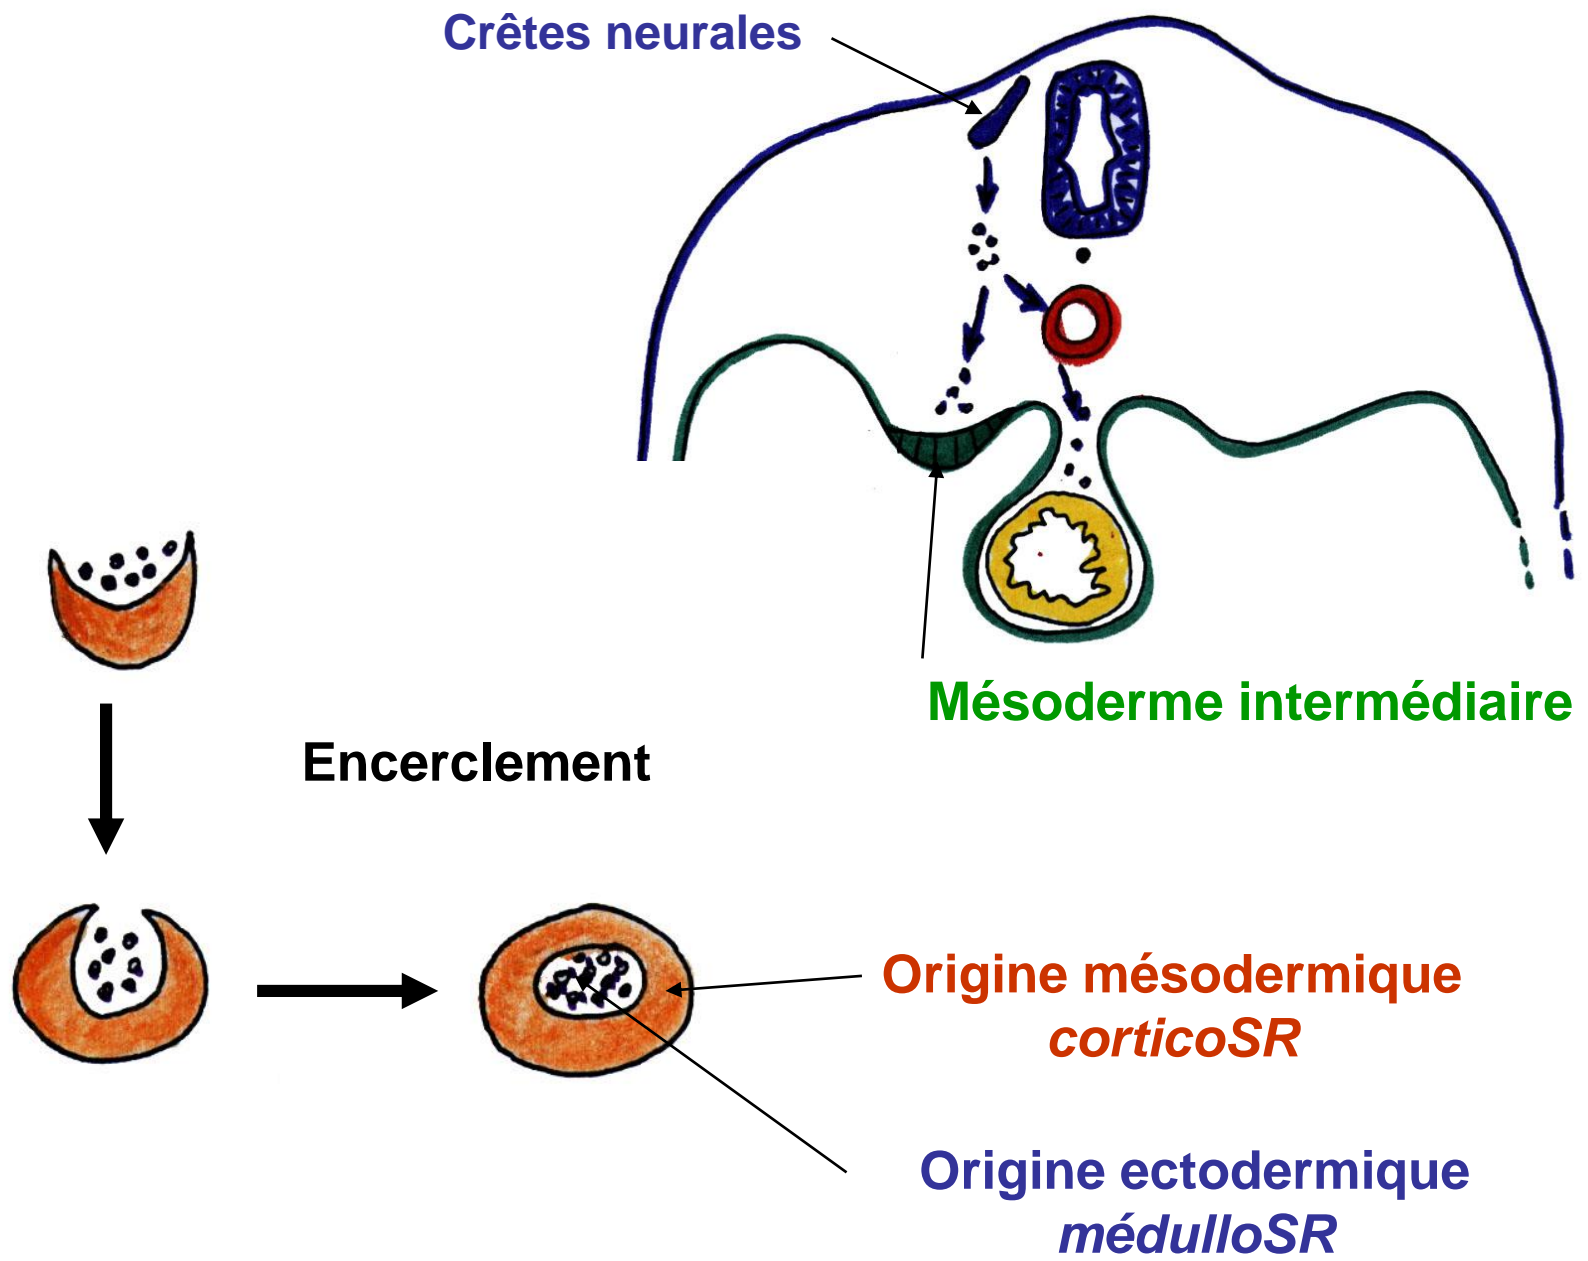 Crêtes neurales
Mésoderme intermédiaire
Encerclement
Origine mésodermique
corticoSR
Origine ectodermique
médulloSR